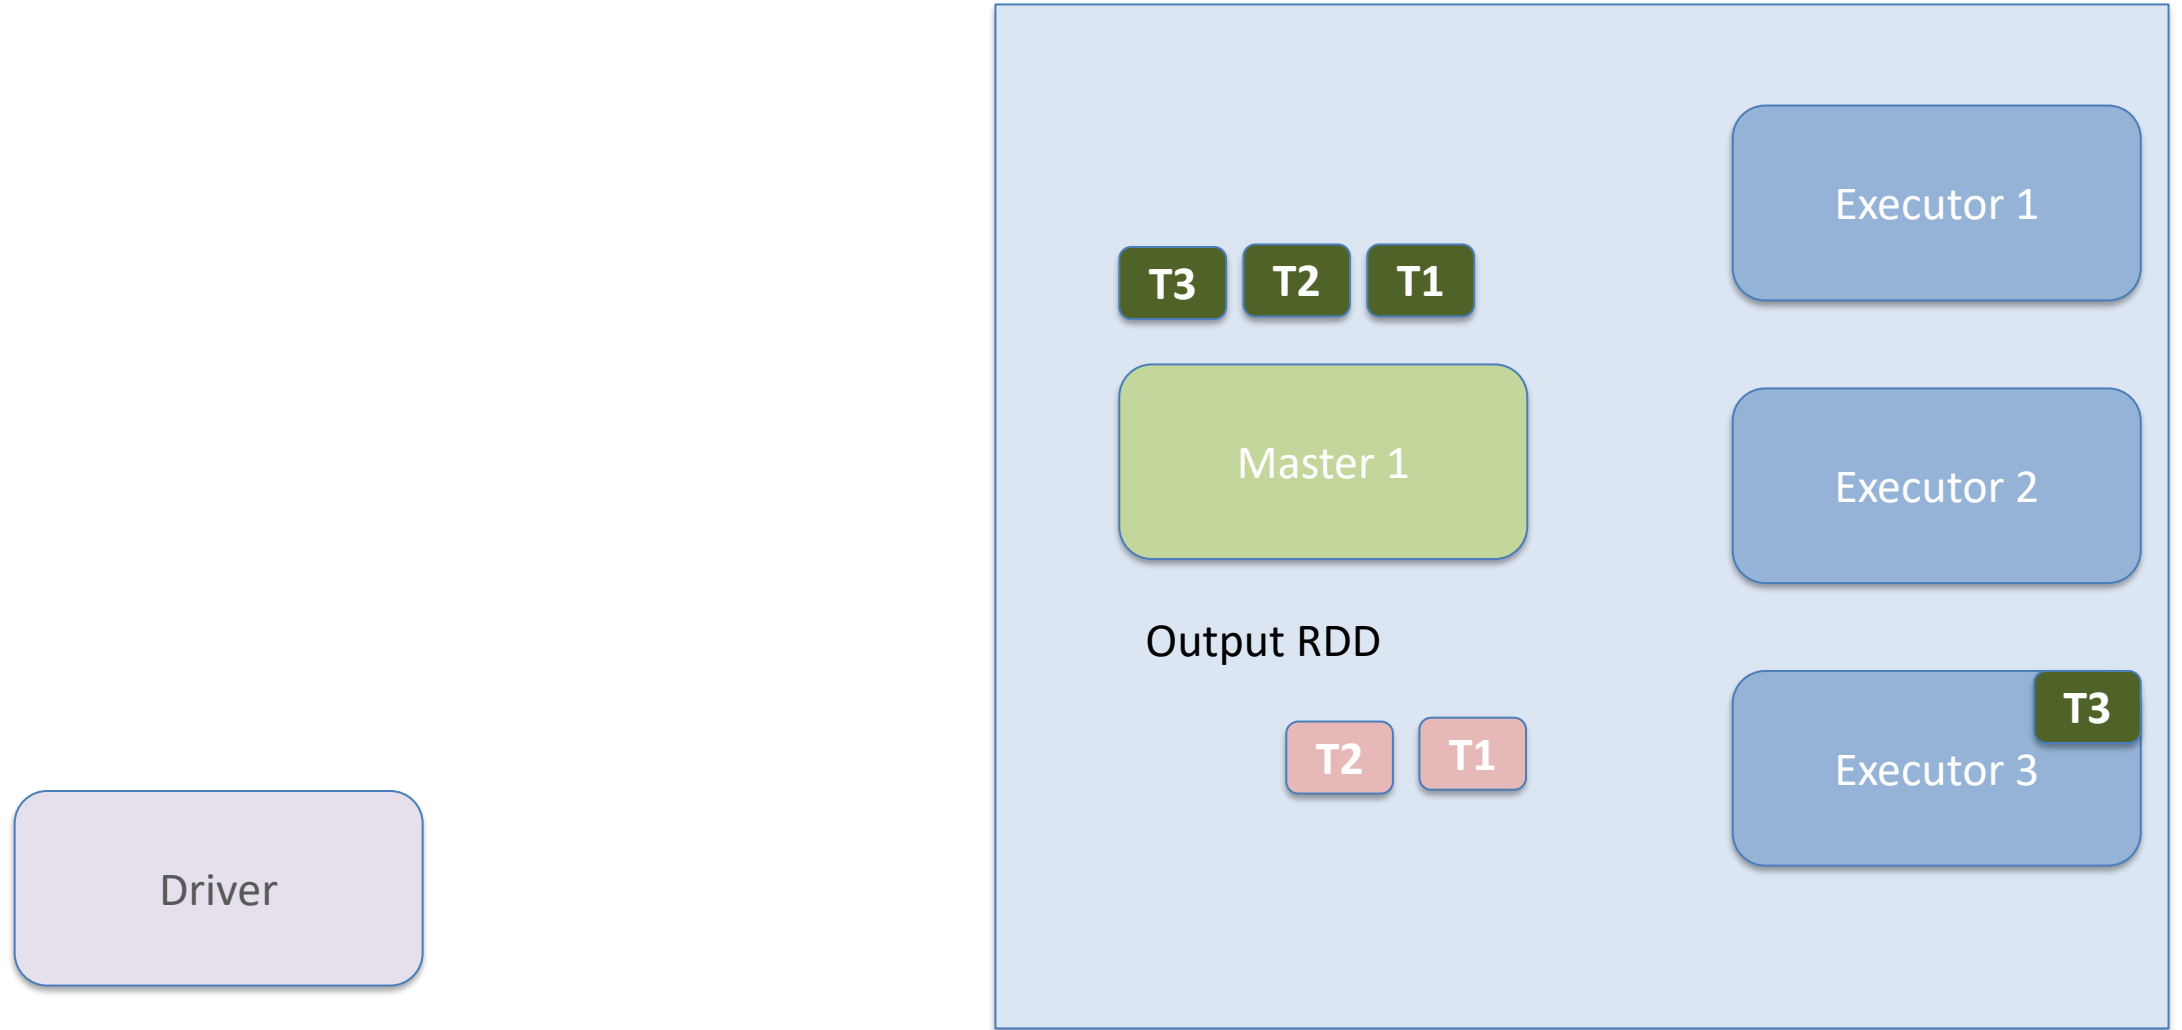 Executor 1
T3 T2 T1
Master 1
Executor 2
Output RDD
T3
T2 T1
Executor 3
Driver